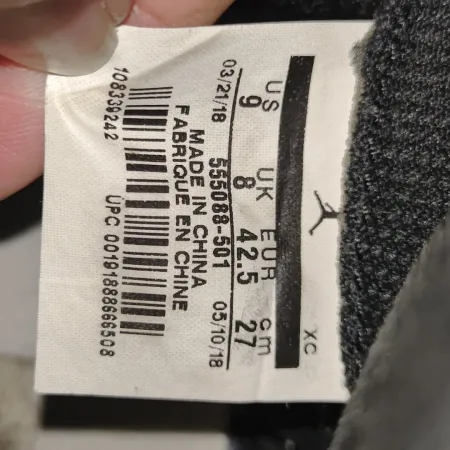 XC
US UK EUR cm
9 8 42.5 27
03/21/18 555088-501 05/10/18
MADE IN CHINA
FABRIQUE EN CHINE
108339242 UPC 00191888666508